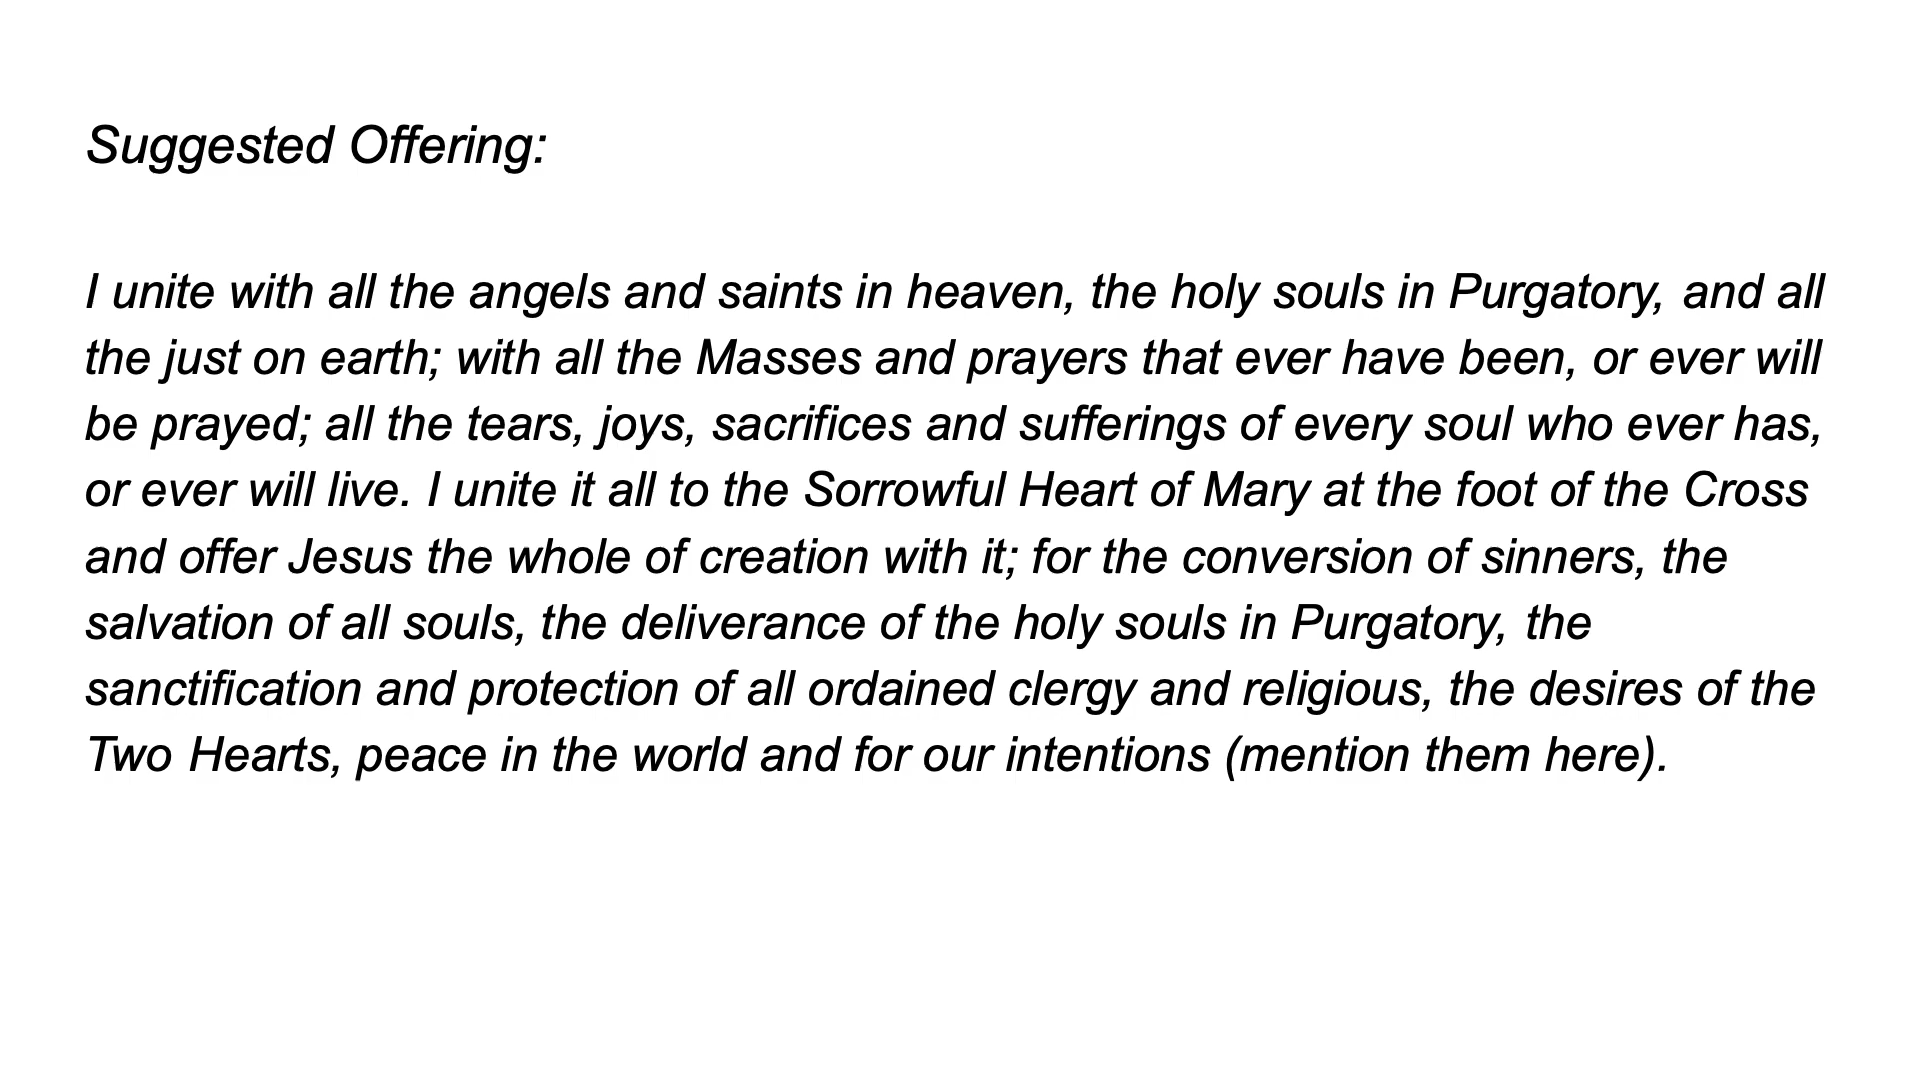 Suggested Offering:
I unite with all the angels and saints in heaven, the holy souls in Purgatory, and all
the just on earth; with all the Masses and prayers that ever have been, or ever will
be prayed; all the tears, joys, sacrifices and sufferings of every soul who ever has,
or ever will live. I unite it all to the Sorrowful Heart of Mary at the foot of the Cross
and offer Jesus the whole of creation with it; for the conversion of sinners, the
salvation of all souls, the deliverance of the holy souls in Purgatory, the
sanctification and protection of all ordained clergy and religious, the desires of the
Two Hearts, peace in the world and for our intentions (mention them here).